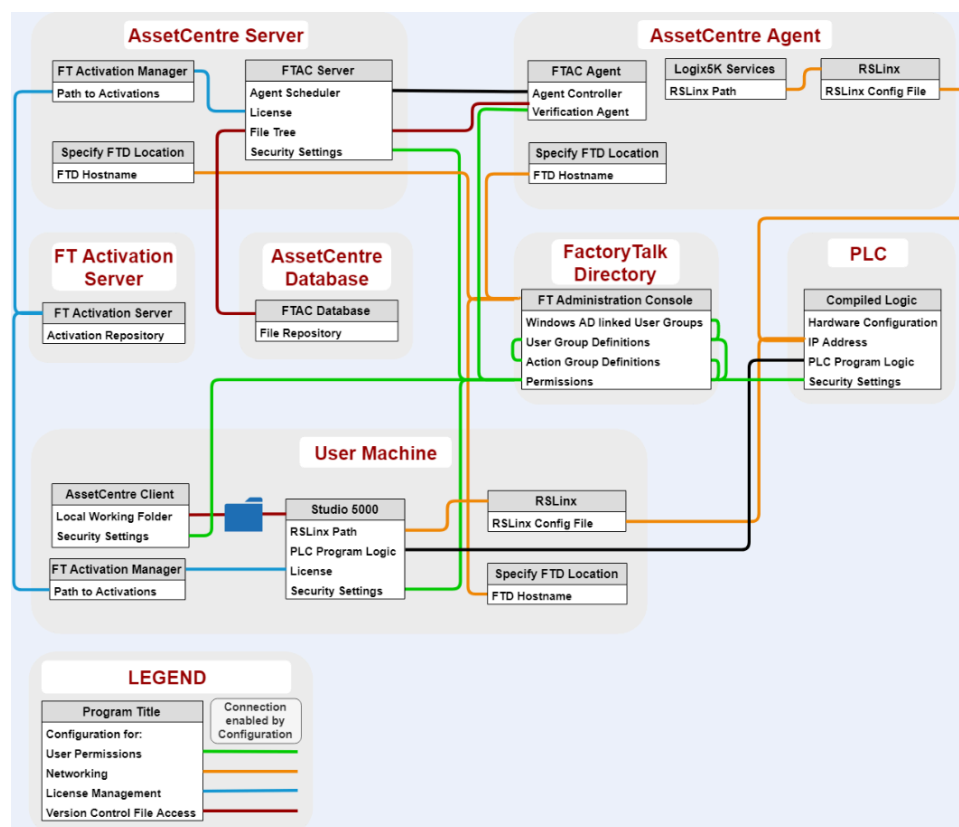 AssetCentre Server
FT Activation Manager
Path to Activations
FTAC Server
Agent Scheduler
License
File Tree
Security Settings
Specify FTD Location
FTD Hostname
AssetCentre Agent
FTAC Agent
Agent Controller
Verification Agent
Logix5K Services
RSLinx Path
RSLinx
RSLinx Config File
Specify FTD Location
FTD Hostname
FT Activation
Server
FT Activation Server
Activation Repository
AssetCentre
Database
FTAC Database
File Repository
FactoryTalk
Directory
FT Administration Console
Windows AD linked User Groups
User Group Definitions
Action Group Definitions
Permissions
PLC
Compiled Logic
Hardware Configuration
IP Address
PLC Program Logic
Security Settings
User Machine
AssetCentre Client
Local Working Folder
Security Settings
FT Activation Manager
Path to Activations
Studio 5000
RSLinx Path
PLC Program Logic
License
Security Settings
RSLinx
RSLinx Config File
Specify FTD Location
FTD Hostname
LEGEND
Program Title
Configuration for:
User Permissions
Networking
License Management
Version Control File Access
Connection
enabled by
Configuration